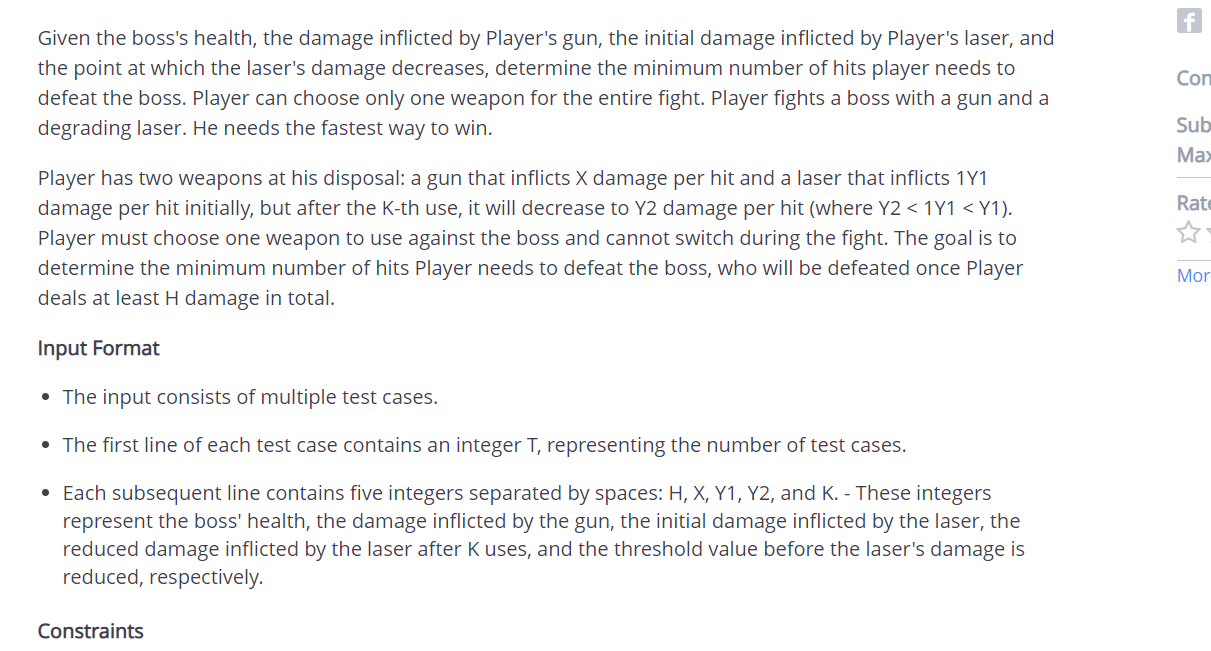 Given the boss's health, the damage inflicted by Player's gun, the initial damage inflicted by Player's laser, and
the point at which the laser's damage decreases, determine the minimum number of hits player needs to
defeat the boss. Player can choose only one weapon for the entire fight. Player fights a boss with a gun and a
degrading laser. He needs the fastest way to win.
Player has two weapons at his disposal: a gun that inflicts X damage per hit and a laser that inflicts 1Y1
damage per hit initially, but after the K-th use, it will decrease to Y2 damage per hit (where Y2 < 1Y1 < Y1).
Player must choose one weapon to use against the boss and cannot switch during the fight. The goal is to
determine the minimum number of hits Player needs to defeat the boss, who will be defeated once Player
deals at least H damage in total.
Input Format
• The input consists of multiple test cases.
• The first line of each test case contains an integer T, representing the number of test cases.
• Each subsequent line contains five integers separated by spaces: H, X, Y1, Y2, and K. - These integers
represent the boss' health, the damage inflicted by the gun, the initial damage inflicted by the laser, the
reduced damage inflicted by the laser after K uses, and the threshold value before the laser's damage is
reduced, respectively.
Constraints
f
Con
Sub
Max
Rate
Mor